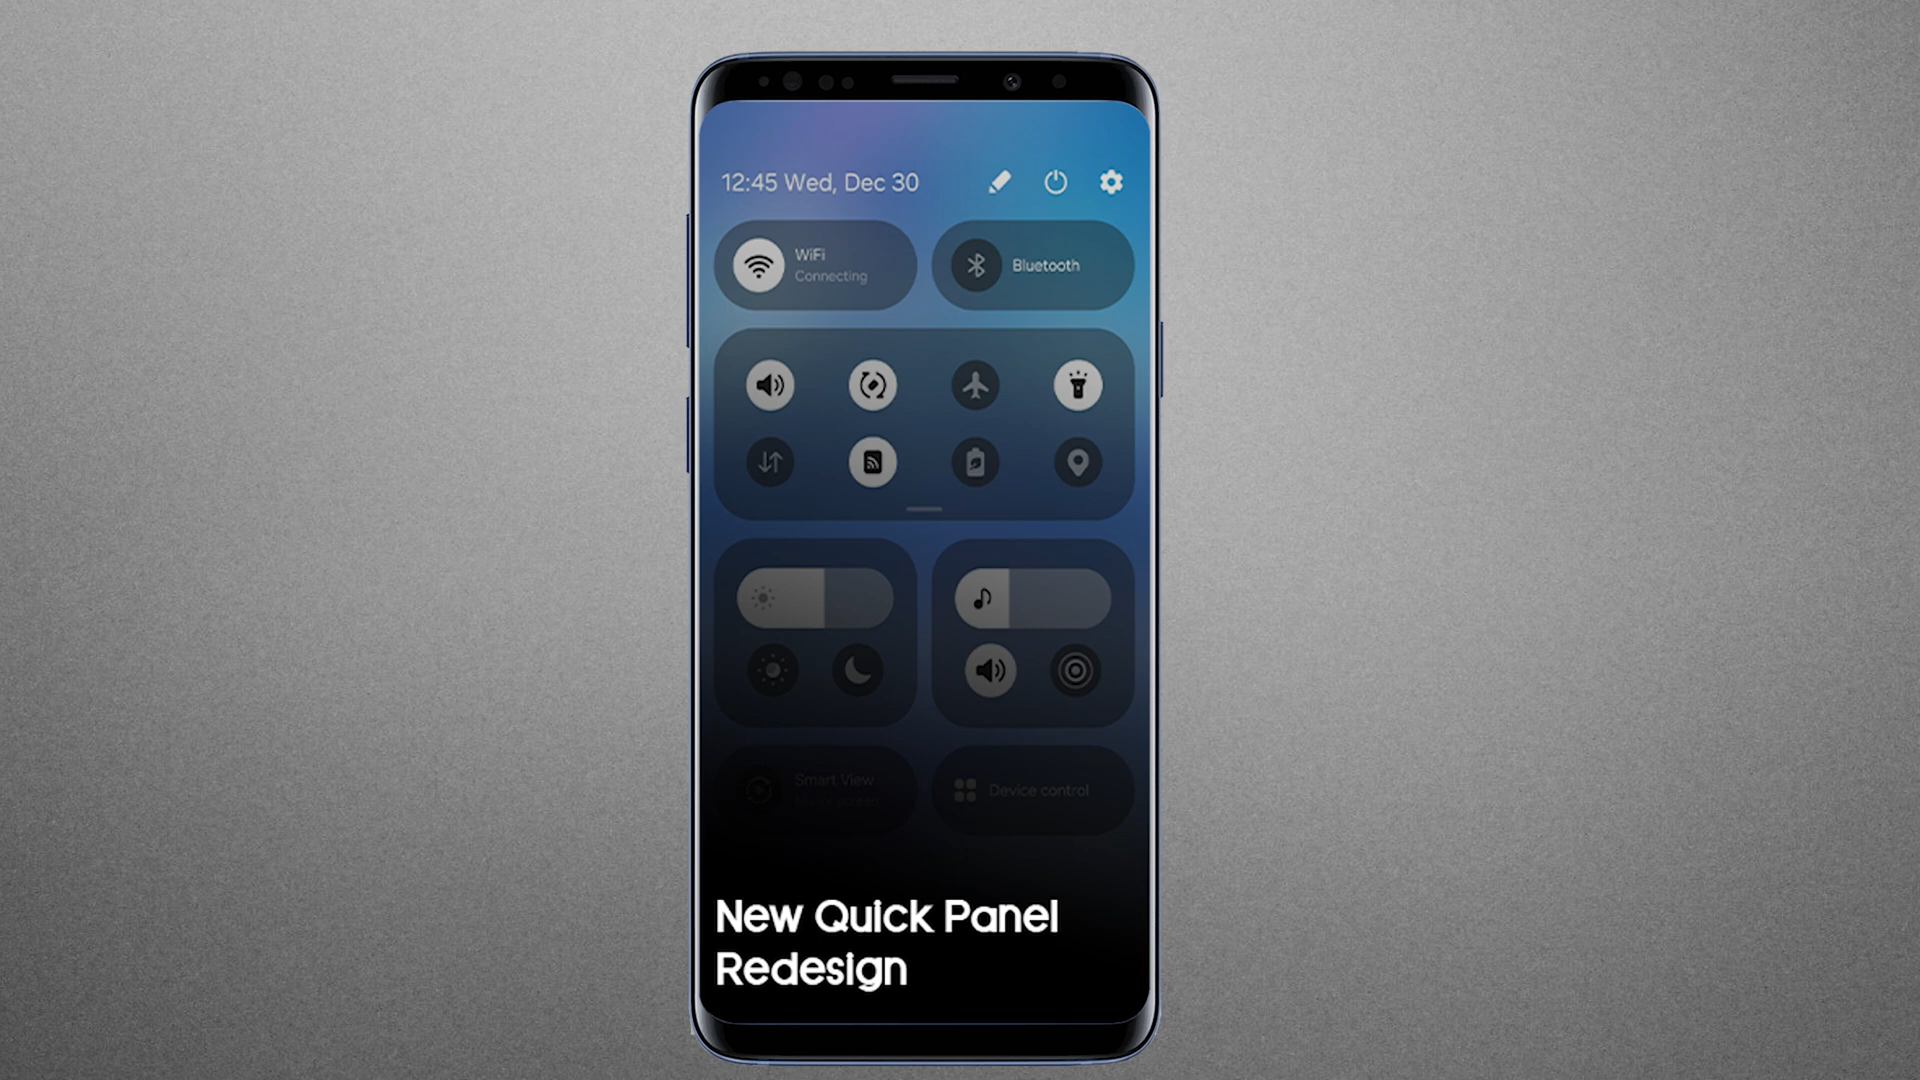 12:45 Wed, Dec 30
WiFi
Connecting
Bluetooth
Smart View
Device control
New Quick Panel
Redesign